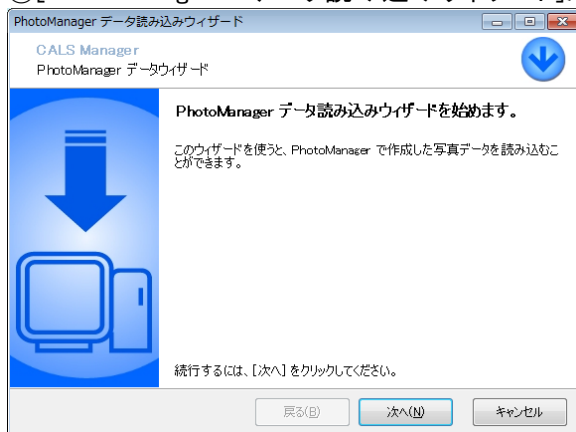 PhotoManager データ読み込みウィザード
CALS Manager
PhotoManager データウィザード
PhotoManager データ読み込みウィザードを始めます。
このウィザードを使うと、PhotoManager で作成した写真データを読み込むこ
とができます。
続行するには、[次へ] をクリックしてください。
戻る(B)
次へ(N)
キャンセル